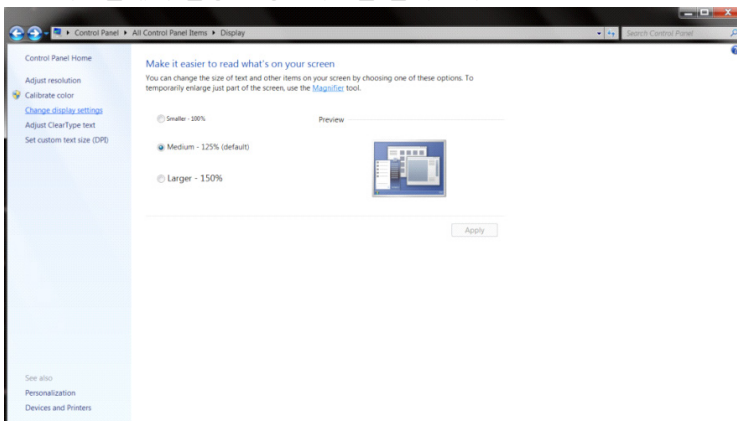 Control Panel ▸ All Control Panel Items ▸ Display
Search Control Panel
Control Panel Home
Adjust resolution
Calibrate color
Change display settings
Adjust ClearType text
Set custom text size (DPI)
Make it easier to read what's on your screen
You can change the size of text and other items on your screen by choosing one of these options. To
temporarily enlarge just part of the screen, use the Magnifier tool.
Smaller - 100%
Preview
Medium - 125% (default)
Larger - 150%
Apply
See also
Personalization
Devices and Printers